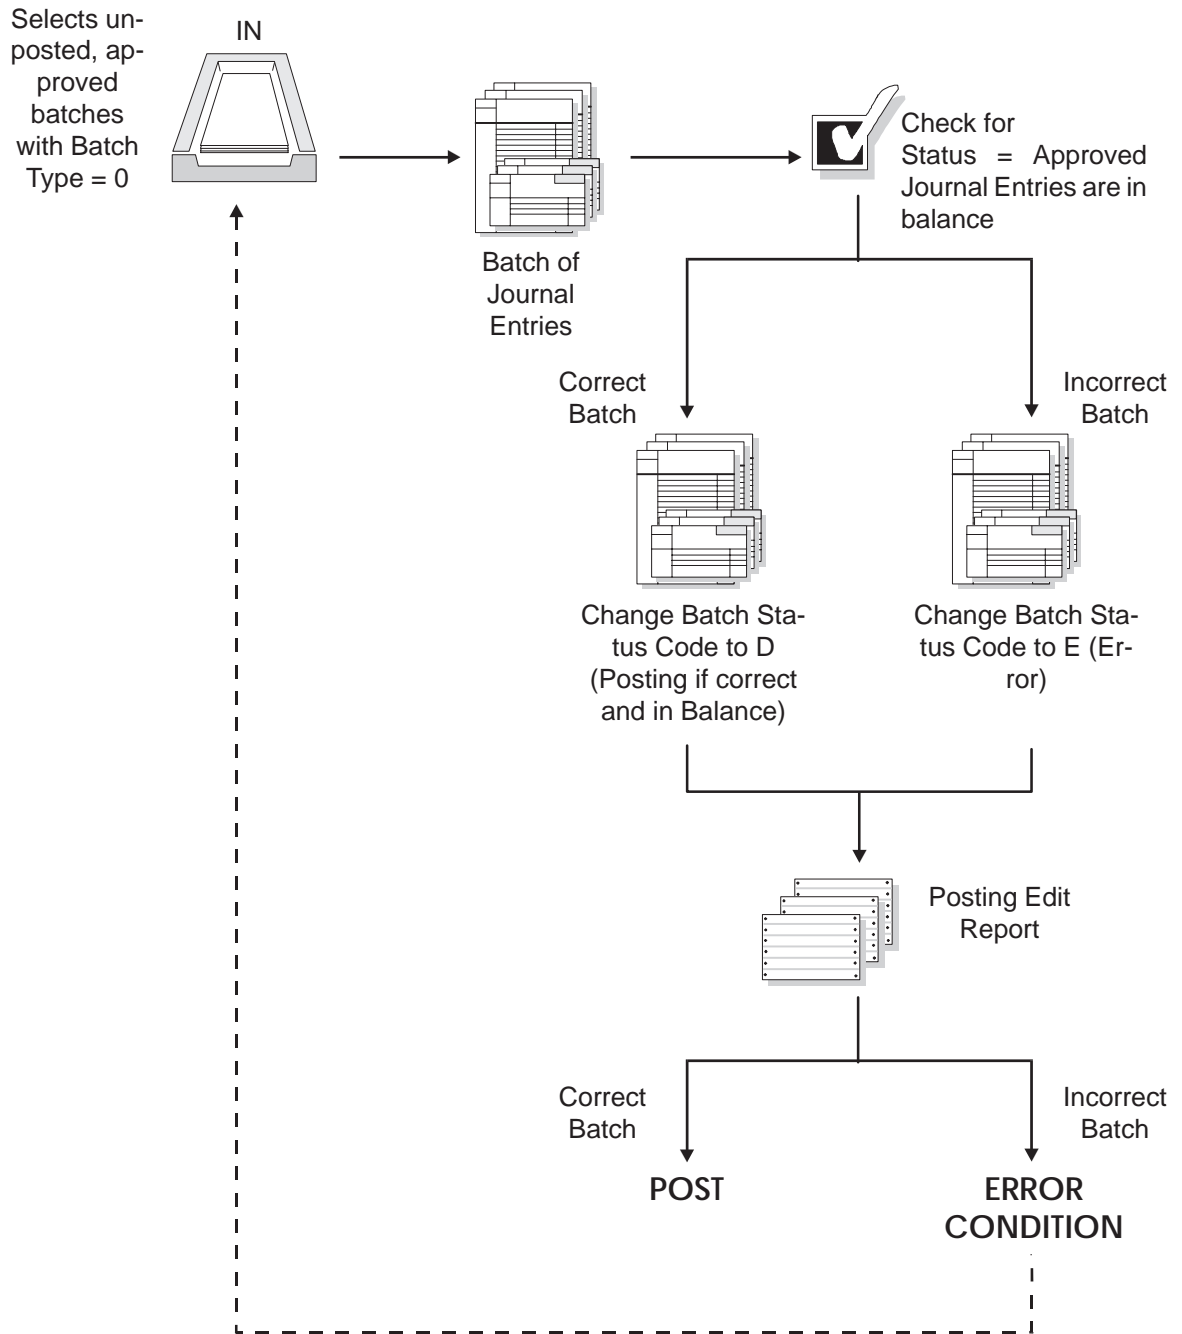 Selects un-
posted, ap-
proved
batches
with Batch
Type = 0
IN
Batch of
Journal
Entries
Check for
Status = Approved
Journal Entries are in
balance
Correct
Batch
Incorrect
Batch
Change Batch Sta-
tus Code to D
(Posting if correct
and in Balance)
Change Batch Sta-
tus Code to E (Er-
ror)
Posting Edit
Report
Correct
Batch
Incorrect
Batch
POST
ERROR
CONDITION